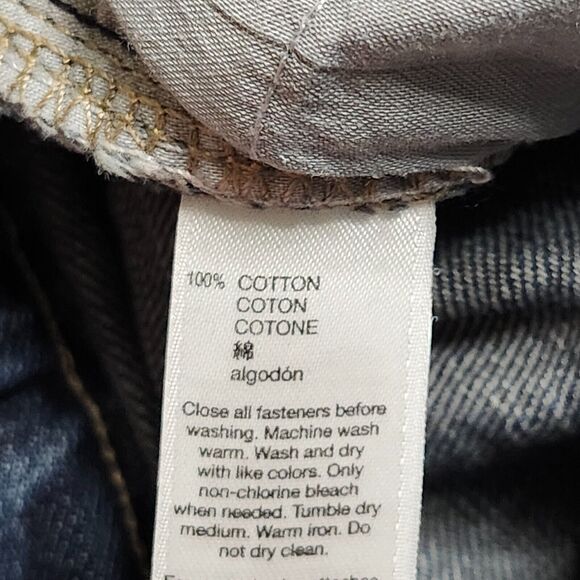 100% COTTON
COTON
COTONE
綿
algodón
Close all fasteners before
washing. Machine wash
warm. Wash and dry
with like colors. Only
non-chlorine bleach
when needed. Tumble dry
medium. Warm iron. Do
not dry clean.